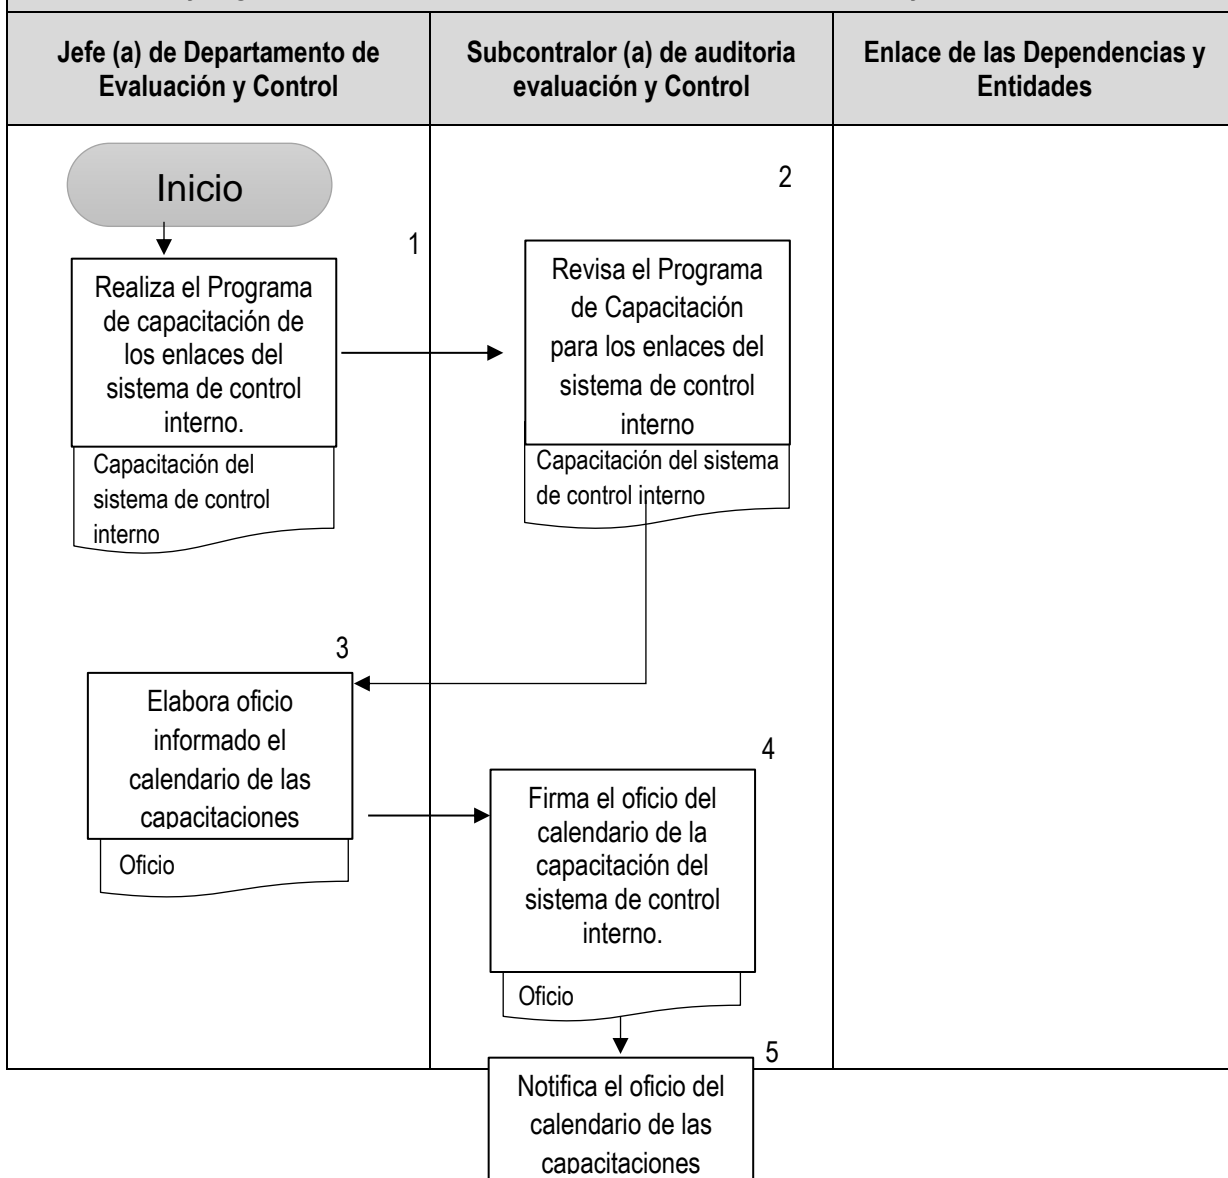 Jefe (a) de Departamento de
Evaluación y Control
Subcontralor (a) de auditoria
evaluación y Control
Enlace de las Dependencias y
Entidades
Inicio
1
Realiza el Programa
de capacitación de
los enlaces del
sistema de control
interno.
Capacitación del
sistema de control
interno
2
Revisa el Programa
de Capacitación
para los enlaces del
sistema de control
interno
Capacitación del sistema
de control interno
3
Elabora oficio
informado el
calendario de las
capacitaciones
Oficio
4
Firma el oficio del
calendario de la
capacitación del
sistema de control
interno.
Oficio
5
Notifica el oficio del
calendario de las
capacitaciones